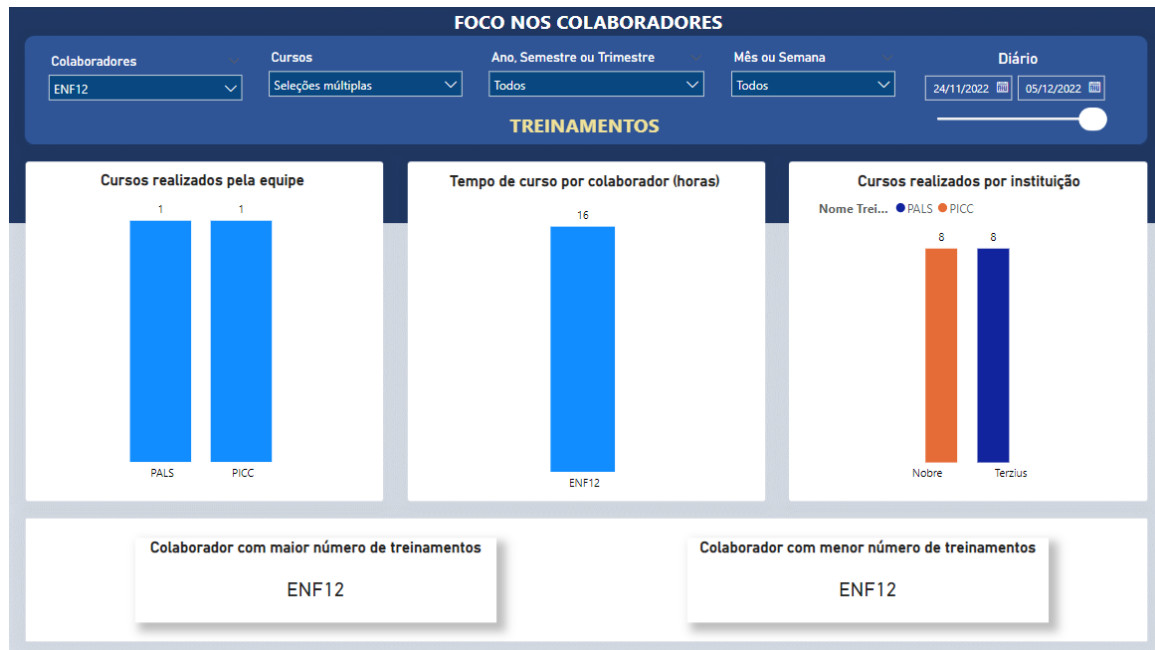 FOCO NOS COLABORADORES
Colaboradores
ENF12
Cursos
Seleções múltiplas
Ano, Semestre ou Trimestre
Todos
Mês ou Semana
Todos
Diário
24/11/2022
05/12/2022
TREINAMENTOS
Cursos realizados pela equipe
1
1
PALS
PICC
Tempo de curso por colaborador (horas)
16
ENF12
Cursos realizados por instituição
Nome Trei... PALS PICC
8
8
Nobre
Terzius
Colaborador com maior número de treinamentos
ENF12
Colaborador com menor número de treinamentos
ENF12